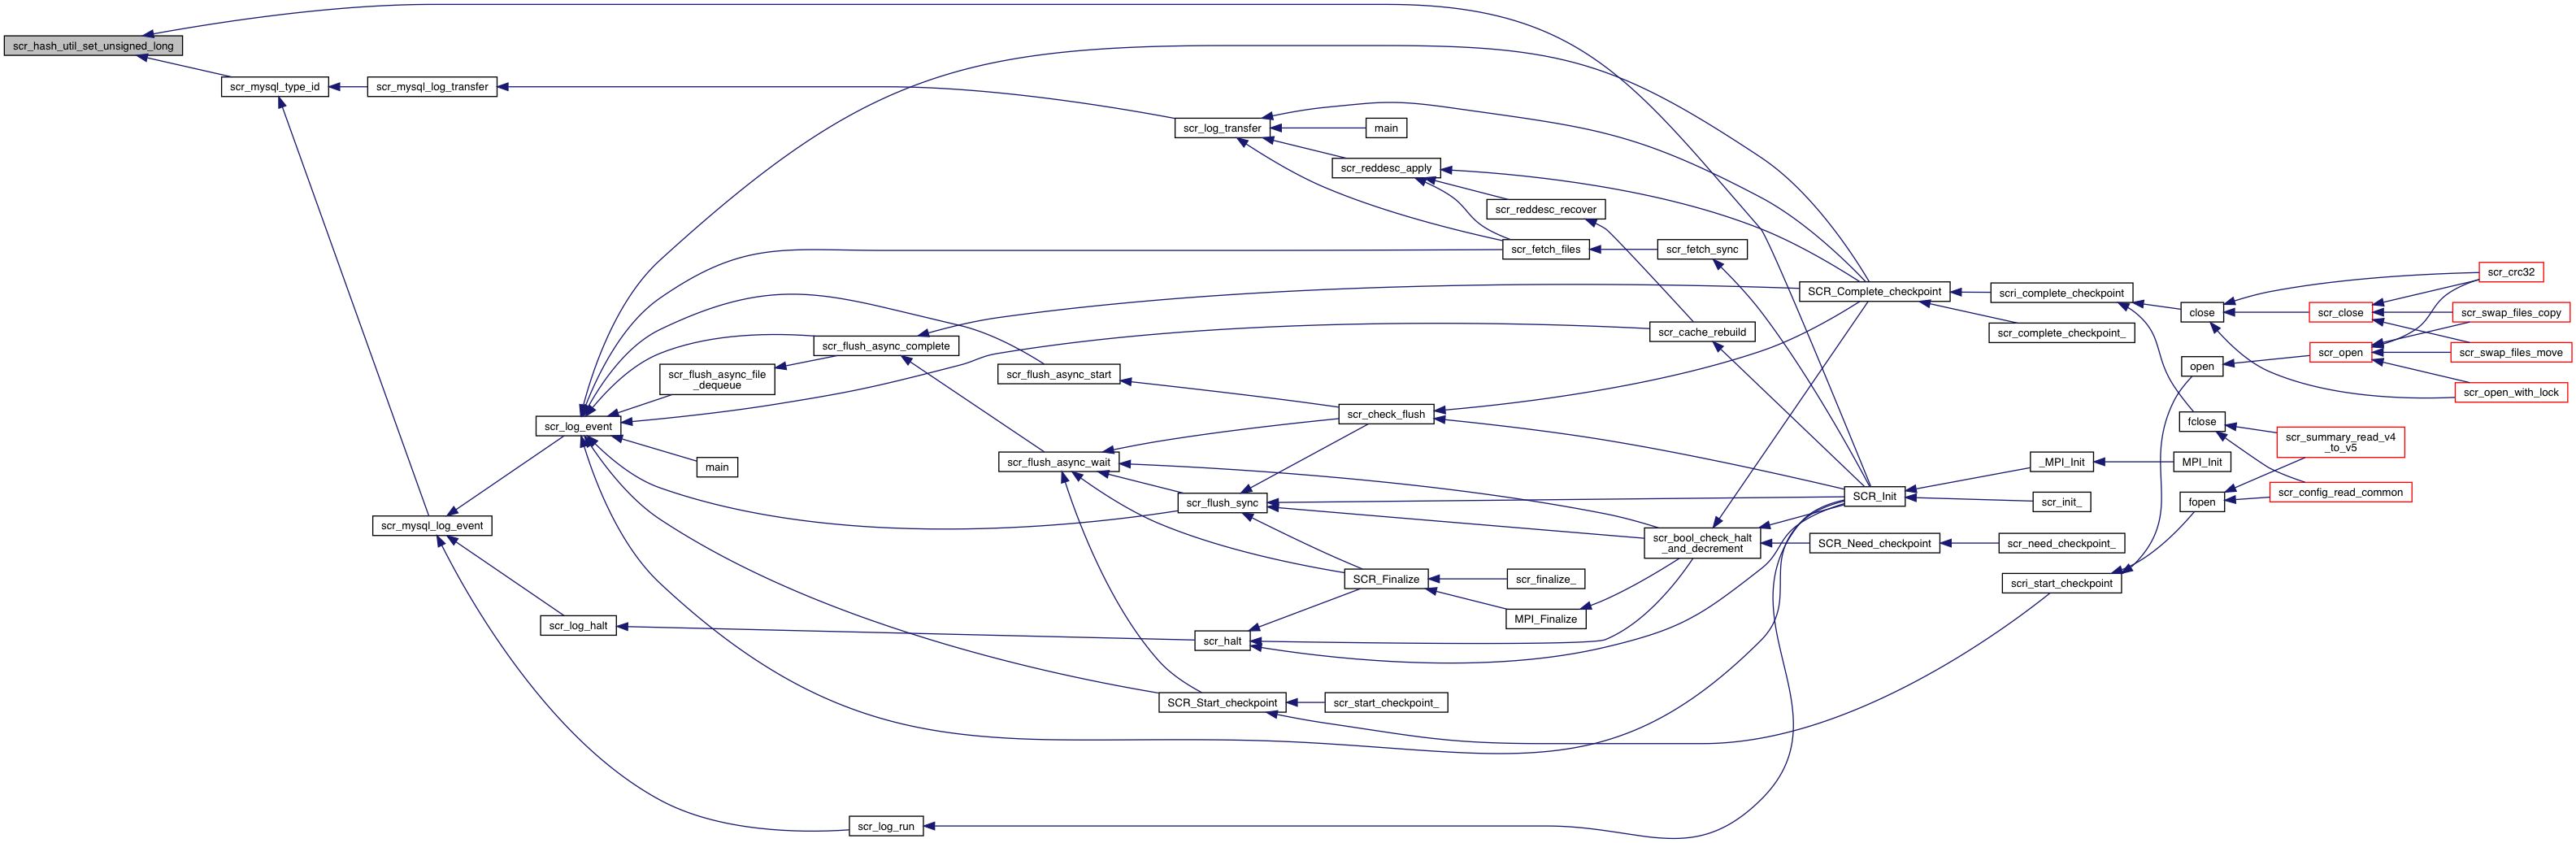 scr_hash_util_set_unsigned_long
scr_mysql_type_id
scr_mysql_log_transfer
scr_log_transfer
main
scr_reddesc_apply
scr_reddesc_recover
scr_fetch_files
scr_fetch_sync
SCR_Complete_checkpoint
scri_complete_checkpoint
scr_complete_checkpoint_
close
scr_crc32
scr_close
scr_swap_files_copy
scr_swap_files_move
scr_open
open
scr_open_with_lock
scr_cache_rebuild
scr_flush_async_complete
scr_flush_async_file
_dequeue
scr_flush_async_start
scr_check_flush
scr_log_event
main
fclose
scr_summary_read_v4
_to_v5
scr_flush_async_wait
_MPI_Init
MPI_Init
scr_config_read_common
fopen
SCR_Init
scr_init_
scr_flush_sync
scr_mysql_log_event
scr_bool_check_halt
_and_decrement
SCR_Need_checkpoint
scr_need_checkpoint_
SCR_Finalize
scr_finalize_
scri_start_checkpoint
MPI_Finalize
scr_log_halt
scr_halt
SCR_Start_checkpoint
scr_start_checkpoint_
scr_log_run